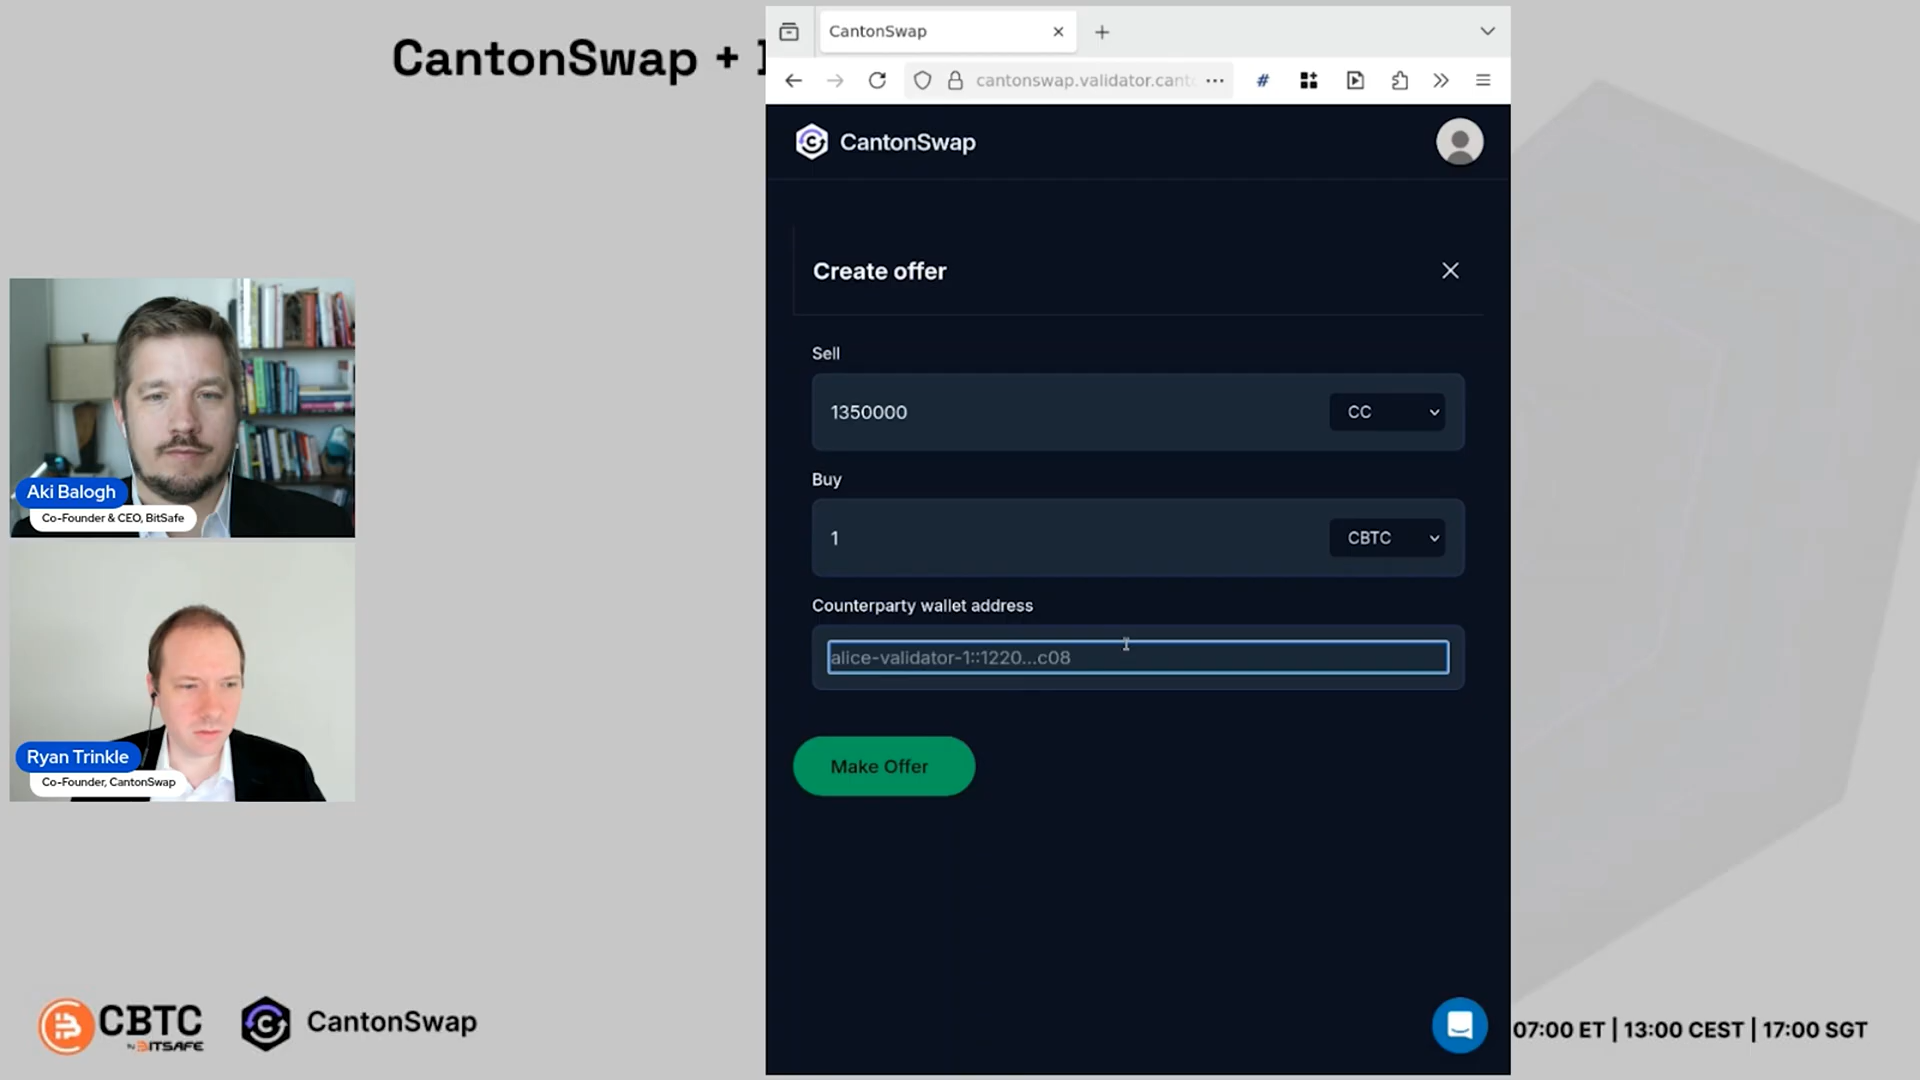 CantonSwap +
CantonSwap
cantonswap.validator.cant
CantonSwap
Create offer
Sell
1350000
CC
Buy
1
CBTC
Counterparty wallet address
alice-validator-1::1220...c08
Make Offer
Aki Balogh
Co-Founder & CEO, BitSafe
Ryan Trinkle
Co-Founder, CantonSwap
CBTC
BY BITSAFE
CantonSwap
07:00 ET | 13:00 CEST | 17:00 SGT